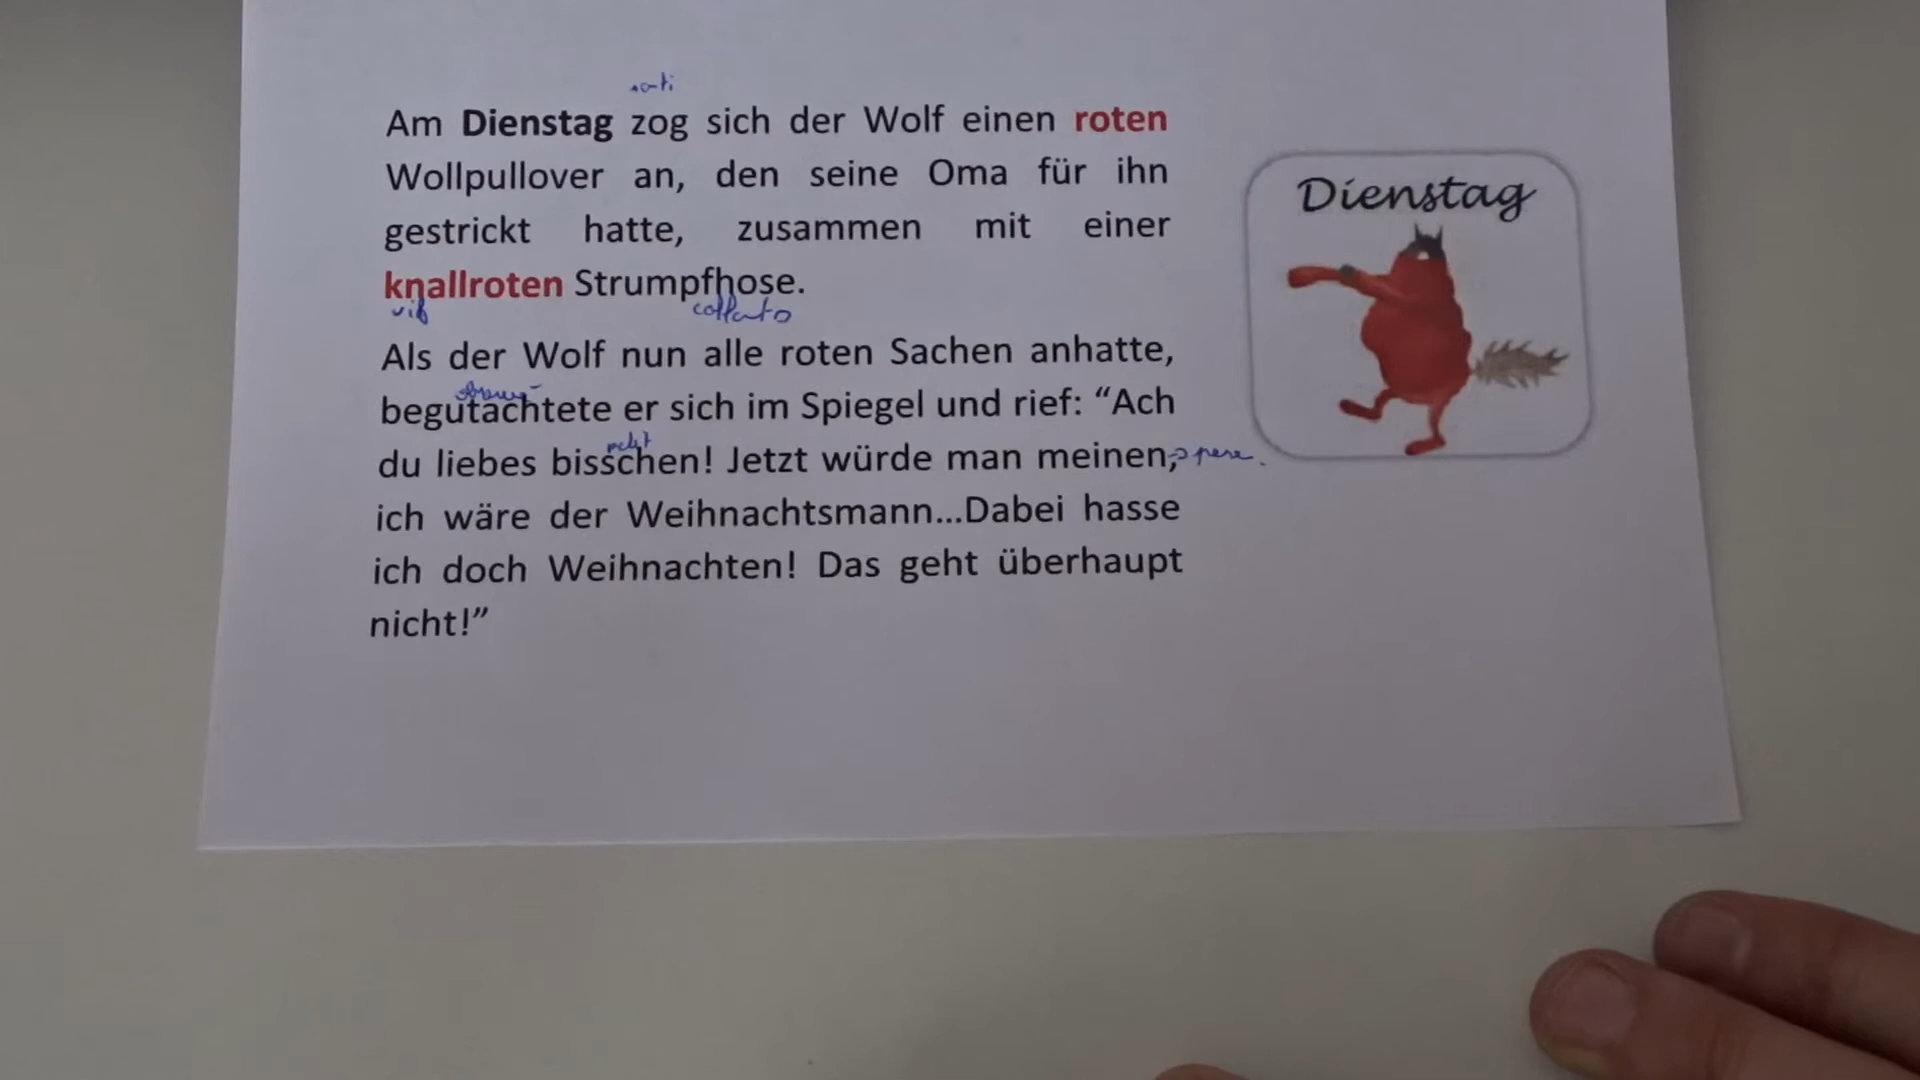 Am Dienstag zog sich der Wolf einen roten
Wollpullover an, den seine Oma für ihn
gestrickt hatte, zusammen mit einer
knallroten Strumpfhose.
vif
Als der Wolf nun alle roten Sachen anhatte,
begutachtete er sich im Spiegel und rief: “Ach
du liebes bisschen! Jetzt würde man meinen,
ich wäre der Weihnachtsmann...Dabei hasse
ich doch Weihnachten! Das geht überhaupt
nicht!”
Dienstag